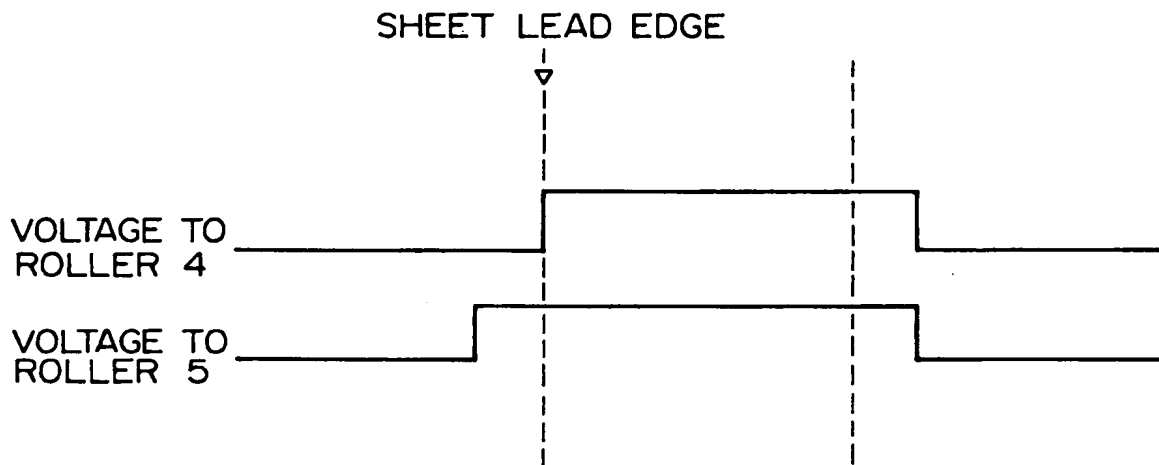 SHEET LEAD EDGE
VOLTAGE TO
ROLLER 4
VOLTAGE TO
ROLLER 5